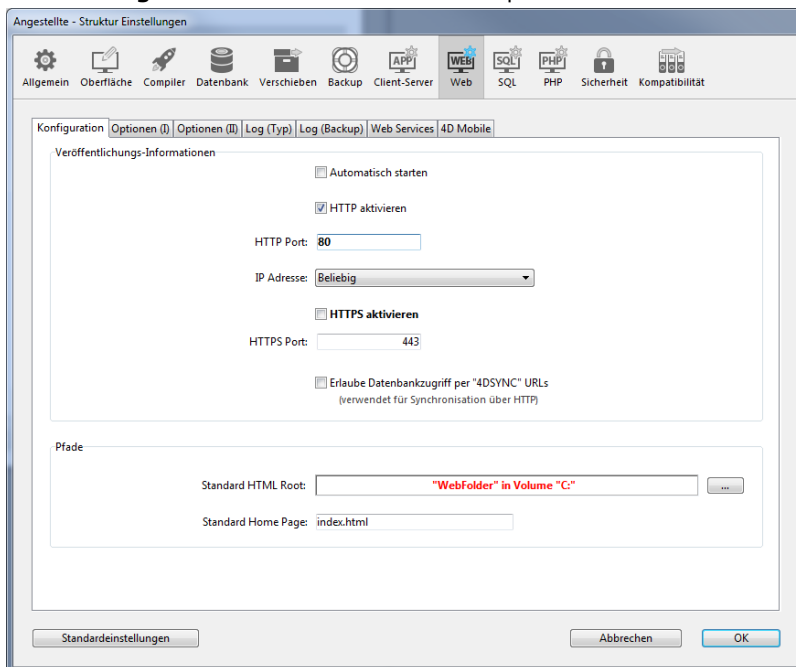 Angestellte - Struktur Einstellungen
Allgemein Oberfläche Compiler Datenbank Verschieben Backup Client-Server Web SQL PHP Sicherheit Kompatibilität
Konfiguration Optionen (I) Optionen (II) Log (Typ) Log (Backup) Web Services 4D Mobile
Veröffentlichungs-Informationen
Automatisch starten
HTTP aktivieren
HTTP Port: 80
IP Adresse: Beliebig
HTTPS aktivieren
HTTPS Port: 443
Erlaube Datenbankzugriff per "4DSYNC" URLs
(verwendet für Synchronisation über HTTP)
Pfade
Standard HTML Root: "WebFolder" in Volume "C:" ...
Standard Home Page: index.html
Standardeinstellungen Abbrechen OK